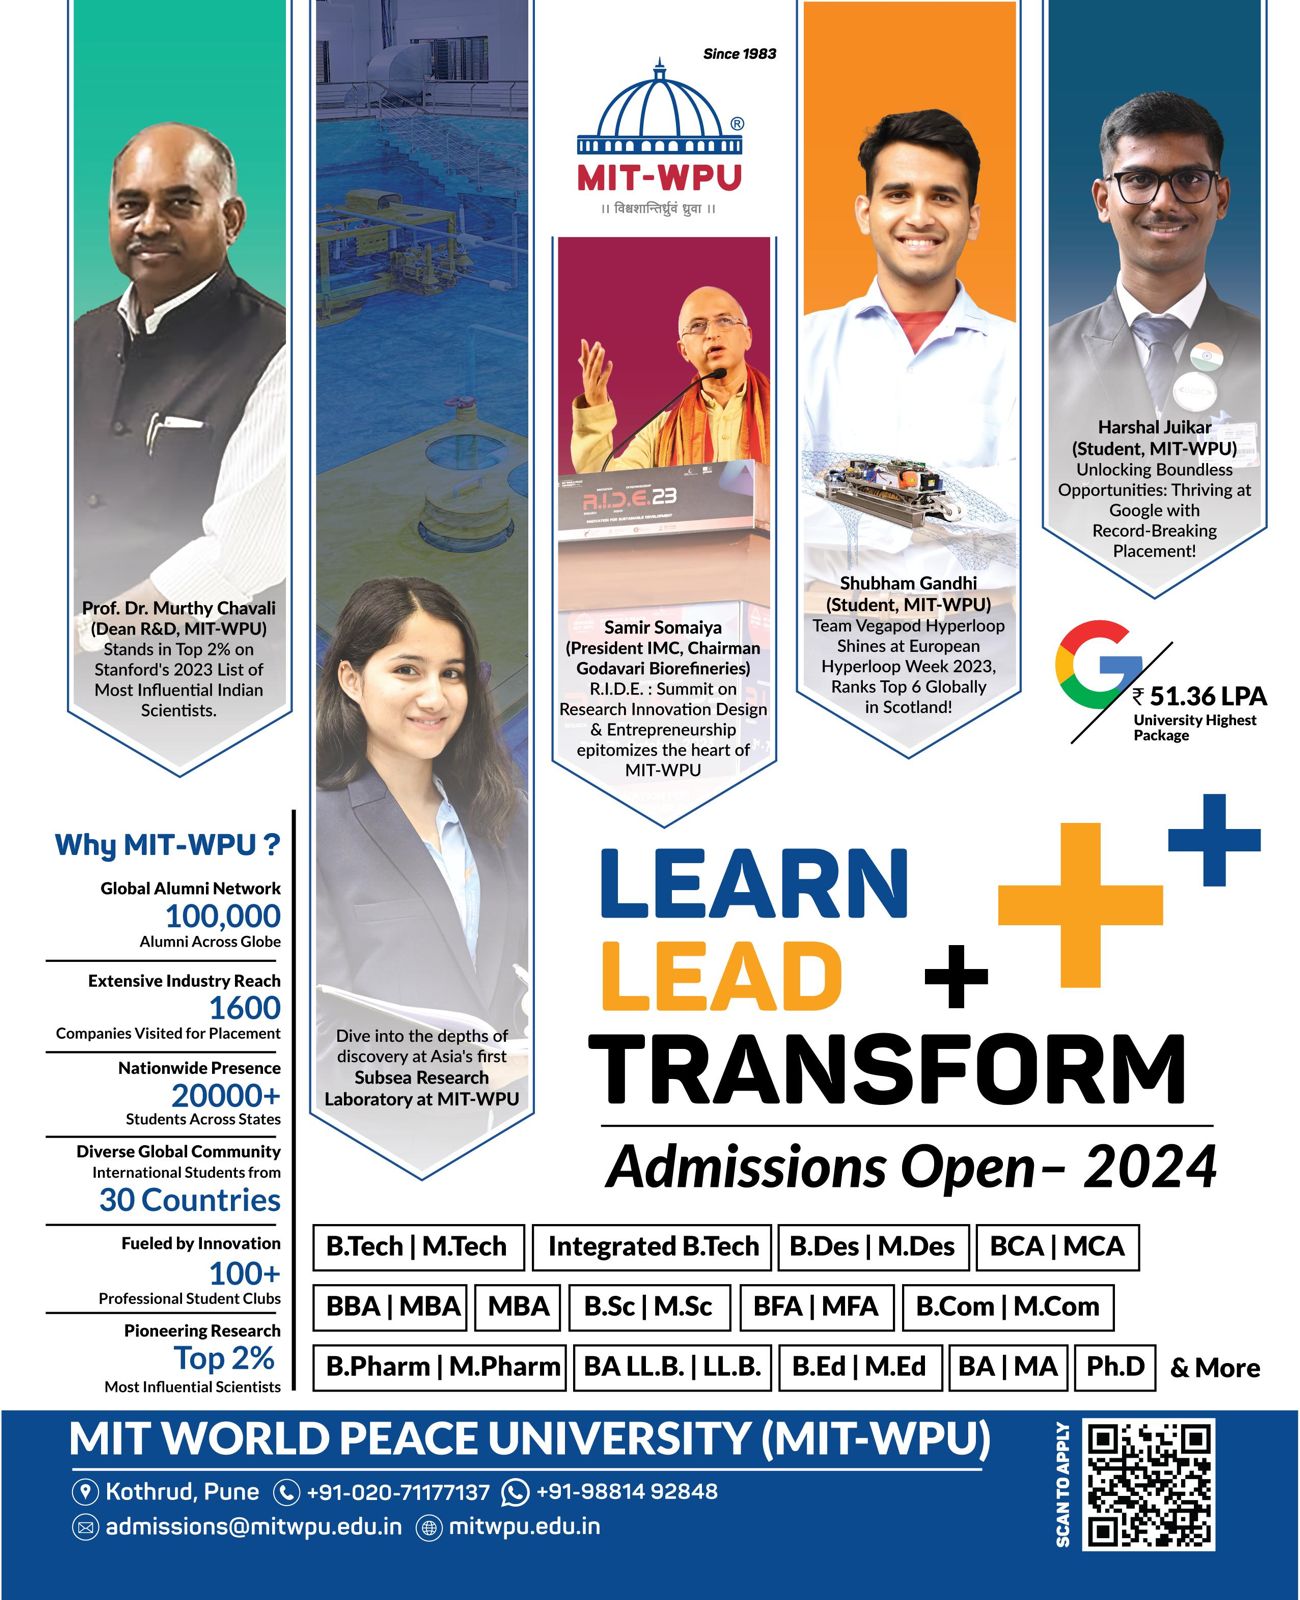 Since 1983
®
MIT-WPU
।। विश्वशान्तिर्ध्रुवं ध्रुवा ।।
Prof. Dr. Murthy Chavali
(Dean R&D, MIT-WPU)
Stands in Top 2% on
Stanford's 2023 List of
Most Influential Indian
Scientists.
Dive into the depths of
discovery at Asia's first
Subsea Research
Laboratory at MIT-WPU
R.I.D.E.23
Samir Somaiya
(President IMC, Chairman
Godavari Biorefineries)
R.I.D.E. : Summit on
Research Innovation Design
& Entrepreneurship
epitomizes the heart of
MIT-WPU
Shubham Gandhi
(Student, MIT-WPU)
Team Vegapod Hyperloop
Shines at European
Hyperloop Week 2023,
Ranks Top 6 Globally
in Scotland!
Harshal Juikar
(Student, MIT-WPU)
Unlocking Boundless
Opportunities: Thriving at
Google with
Record-Breaking
Placement!
G
₹ 51.36 LPA
University Highest
Package
Why MIT-WPU ?
Global Alumni Network
100,000
Alumni Across Globe
Extensive Industry Reach
1600
Companies Visited for Placement
Nationwide Presence
20000+
Students Across States
Diverse Global Community
International Students from
30 Countries
Fueled by Innovation
100+
Professional Student Clubs
Pioneering Research
Top 2%
Most Influential Scientists
LEARN
LEAD
TRANSFORM
Admissions Open– 2024
B.Tech | M.Tech Integrated B.Tech B.Des | M.Des BCA | MCA
BBA | MBA MBA B.Sc | M.Sc BFA | MFA B.Com | M.Com
B.Pharm | M.Pharm BA LL.B. | LL.B. B.Ed | M.Ed BA | MA Ph.D & More
MIT WORLD PEACE UNIVERSITY (MIT-WPU)
Kothrud, Pune +91-020-71177137 +91-98814 92848
admissions@mitwpu.edu.in mitwpu.edu.in
SCAN TO APPLY